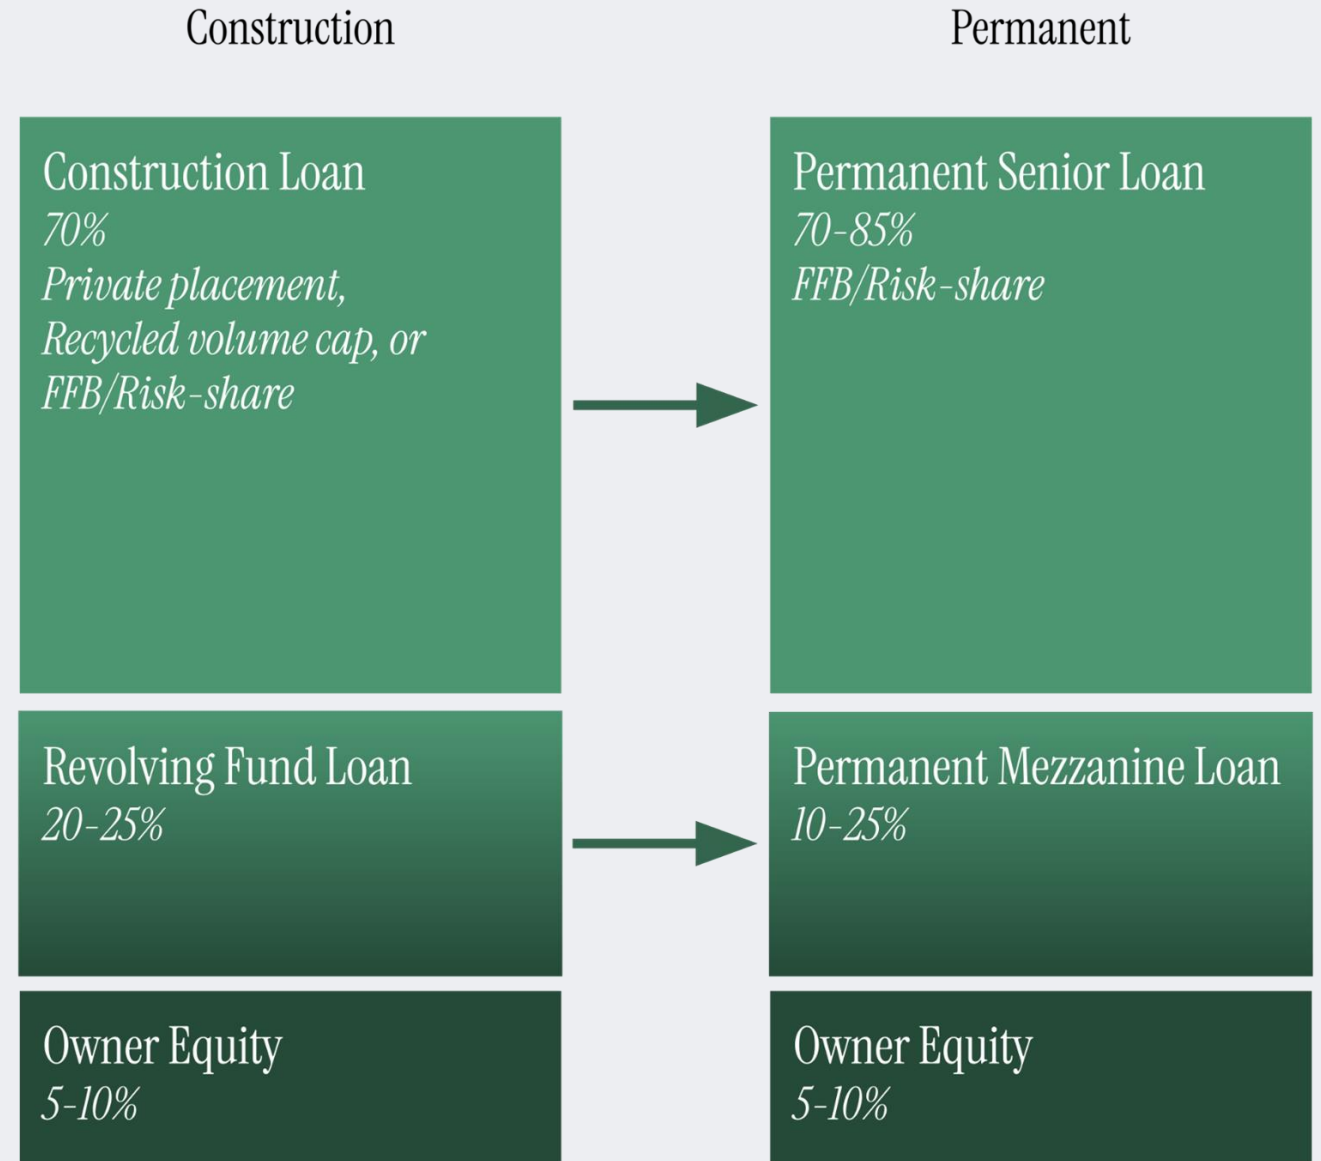 Construction
Permanent
Construction Loan
70%
Private placement,
Recycled volume cap, or
FFB/Risk-share
Permanent Senior Loan
70-85%
FFB/Risk-share
Revolving Fund Loan
20-25%
Permanent Mezzanine Loan
10-25%
Owner Equity
5-10%
Owner Equity
5-10%